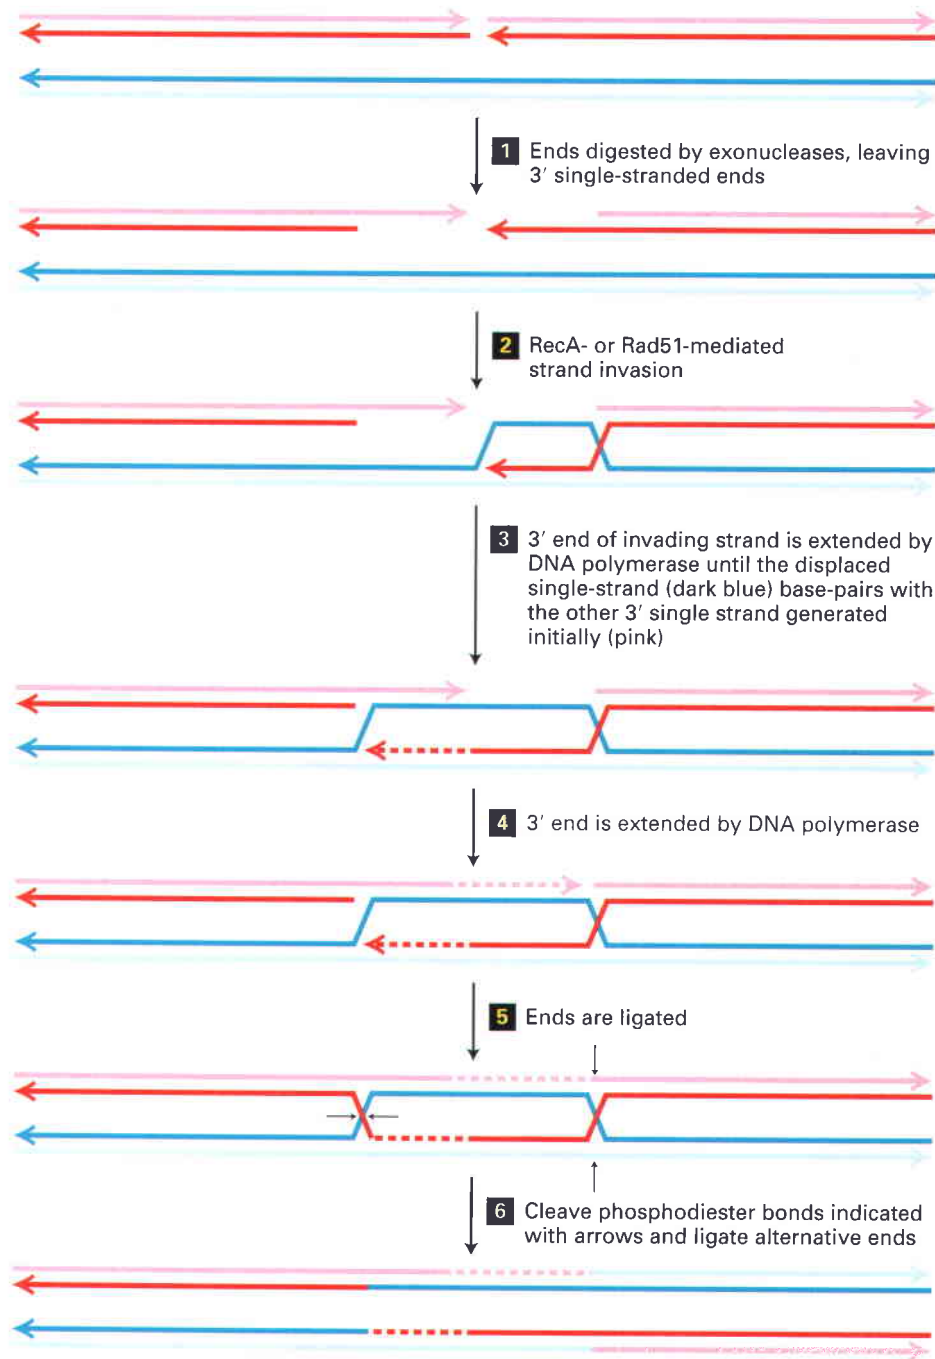 1 Ends digested by exonucleases, leaving
3′ single-stranded ends
2 RecA- or Rad51-mediated
strand invasion
3 3′ end of invading strand is extended by
DNA polymerase until the displaced
single-strand (dark blue) base-pairs with
the other 3′ single strand generated
initially (pink)
4 3′ end is extended by DNA polymerase
5 Ends are ligated
6 Cleave phosphodiester bonds indicated
with arrows and ligate alternative ends